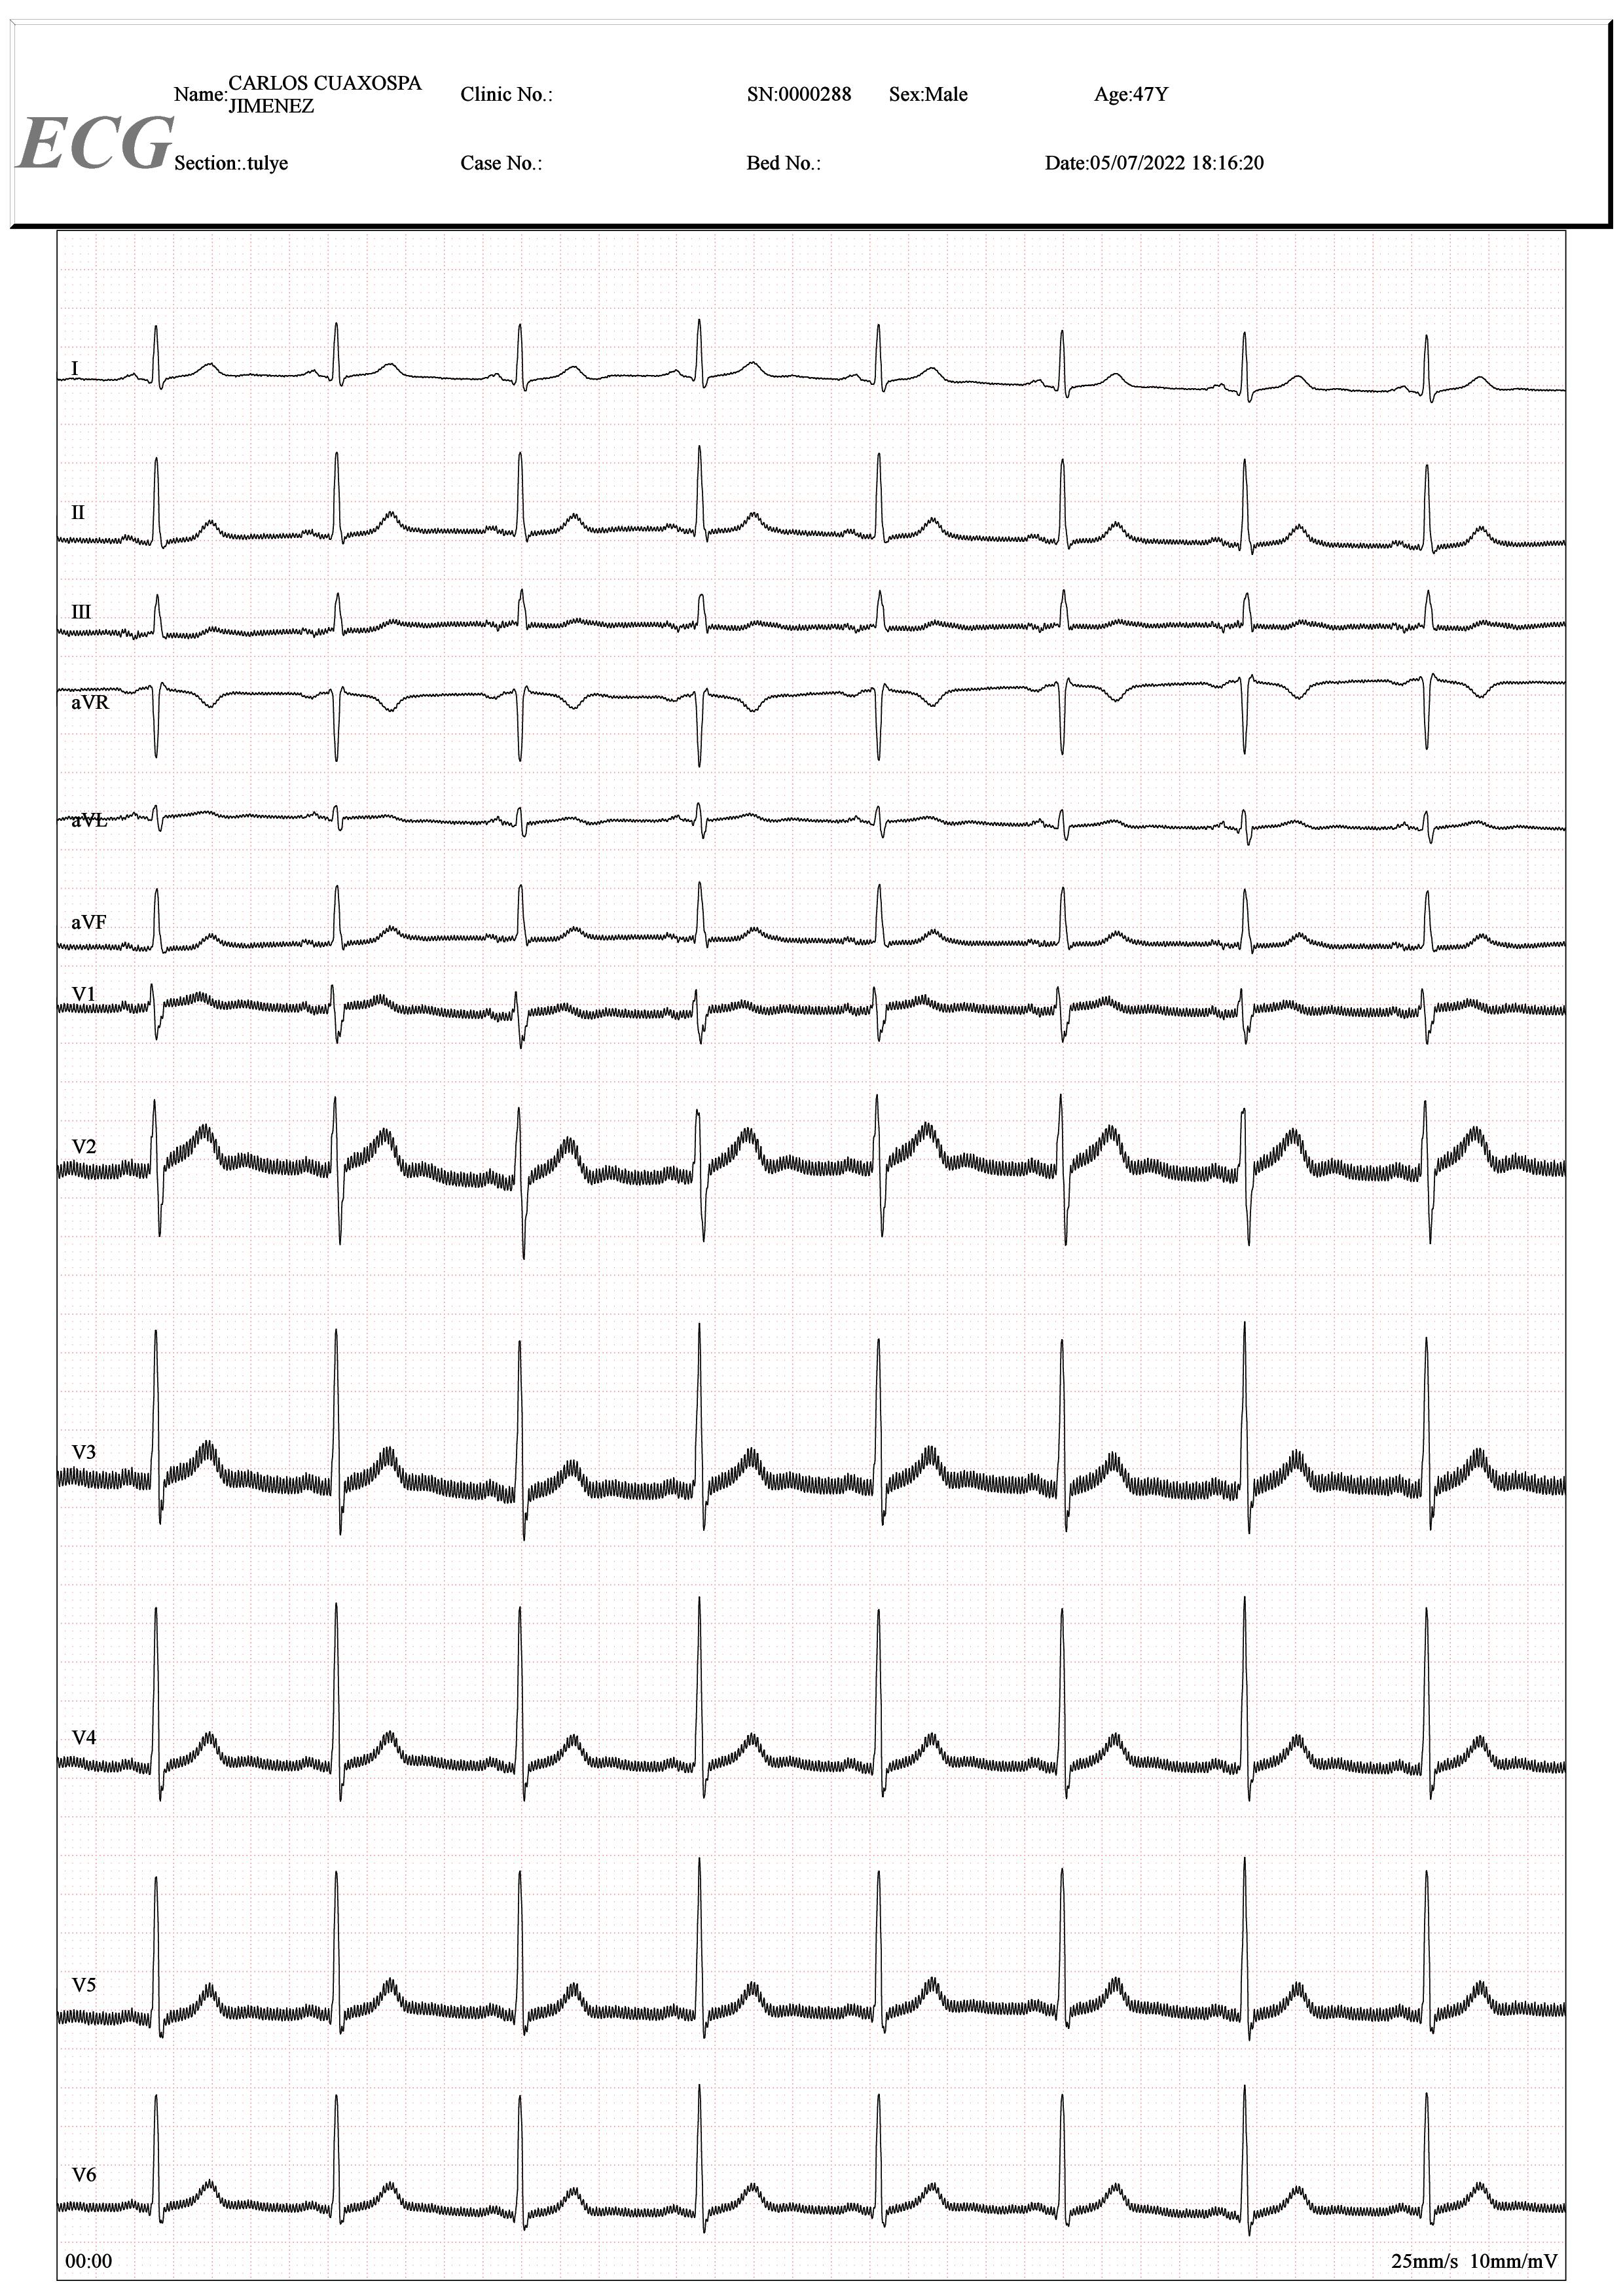 Name:CARLOS CUAXOSPA JIMENEZ Clinic No.: SN:0000288 Sex:Male Age:47Y
ECG
Section:.tulye Case No.: Bed No.: Date:05/07/2022 18:16:20
I
II
III
aVR
aVL
aVF
V1
V2
V3
V4
V5
V6
00:00 25mm/s 10mm/mV